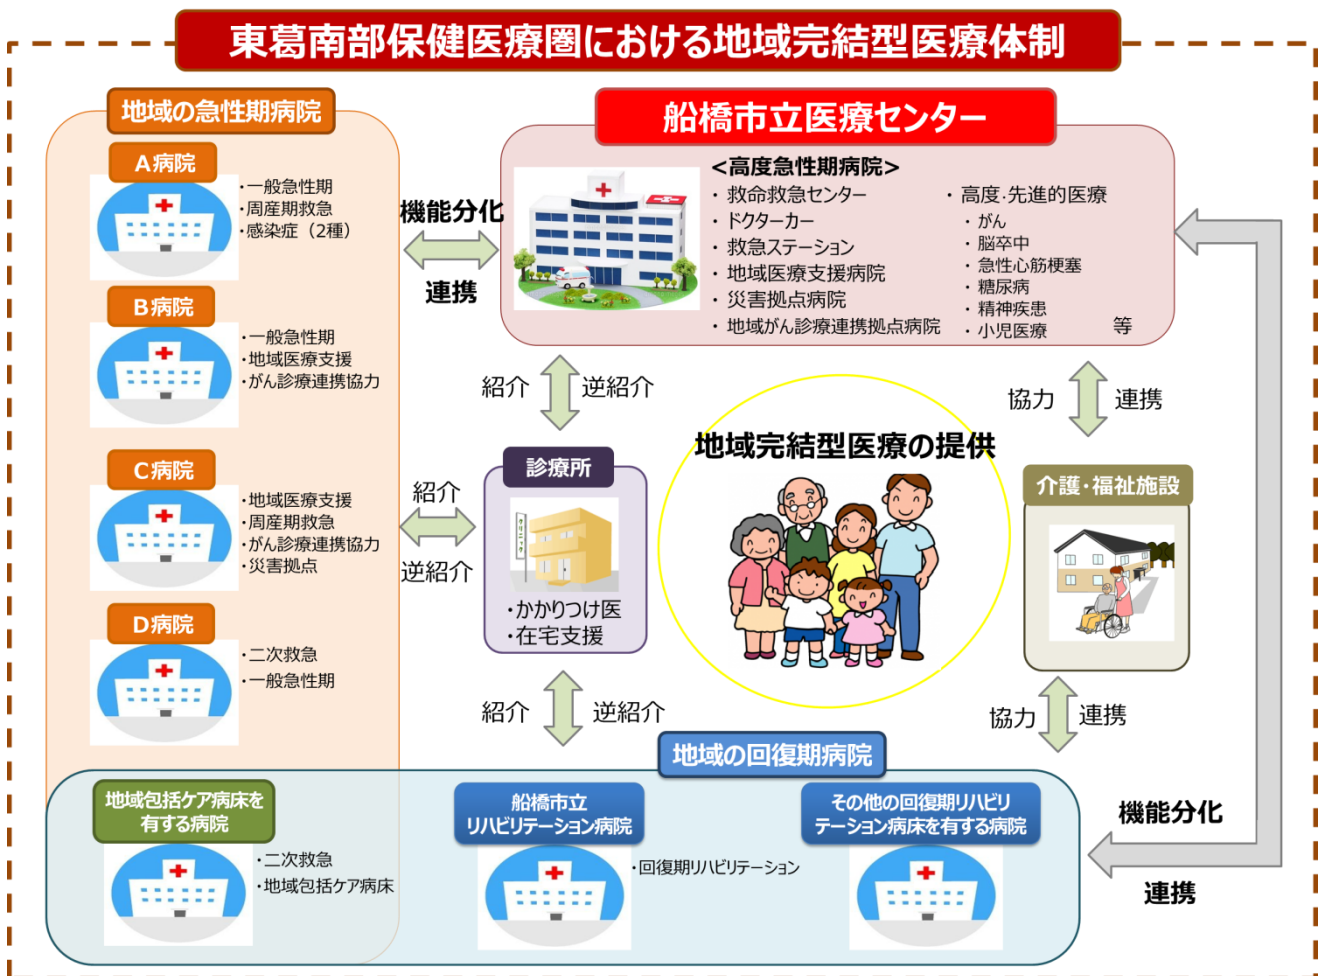 東葛南部保健医療圏における地域完結型医療体制
地域の急性期病院
A病院
・一般急性期
・周産期救急
・感染症（2種）
B病院
・一般急性期
・地域医療支援
・がん診療連携協力
C病院
・地域医療支援
・周産期救急
・がん診療連携協力
・災害拠点
D病院
・二次救急
・一般急性期
機能分化
連携
船橋市立医療センター
<高度急性期病院>
・ 救命救急センター
・ ドクターカー
・ 救急ステーション
・ 地域医療支援病院
・ 災害拠点病院
・ 地域がん診療連携拠点病院
・ 高度・先進的医療
・ がん
・ 脳卒中
・ 急性心筋梗塞
・ 糖尿病
・ 精神疾患
・ 小児医療　等
紹介　逆紹介
協力　連携
診療所
クリニック
・かかりつけ医
・在宅支援
紹介
逆紹介
地域完結型医療の提供
介護・福祉施設
紹介　逆紹介
協力　連携
地域の回復期病院
地域包括ケア病床を
有する病院
・二次救急
・地域包括ケア病床
船橋市立
リハビリテーション病院
・回復期リハビリテーション
その他の回復期リハビリ
テーション病床を有する病院
機能分化
連携